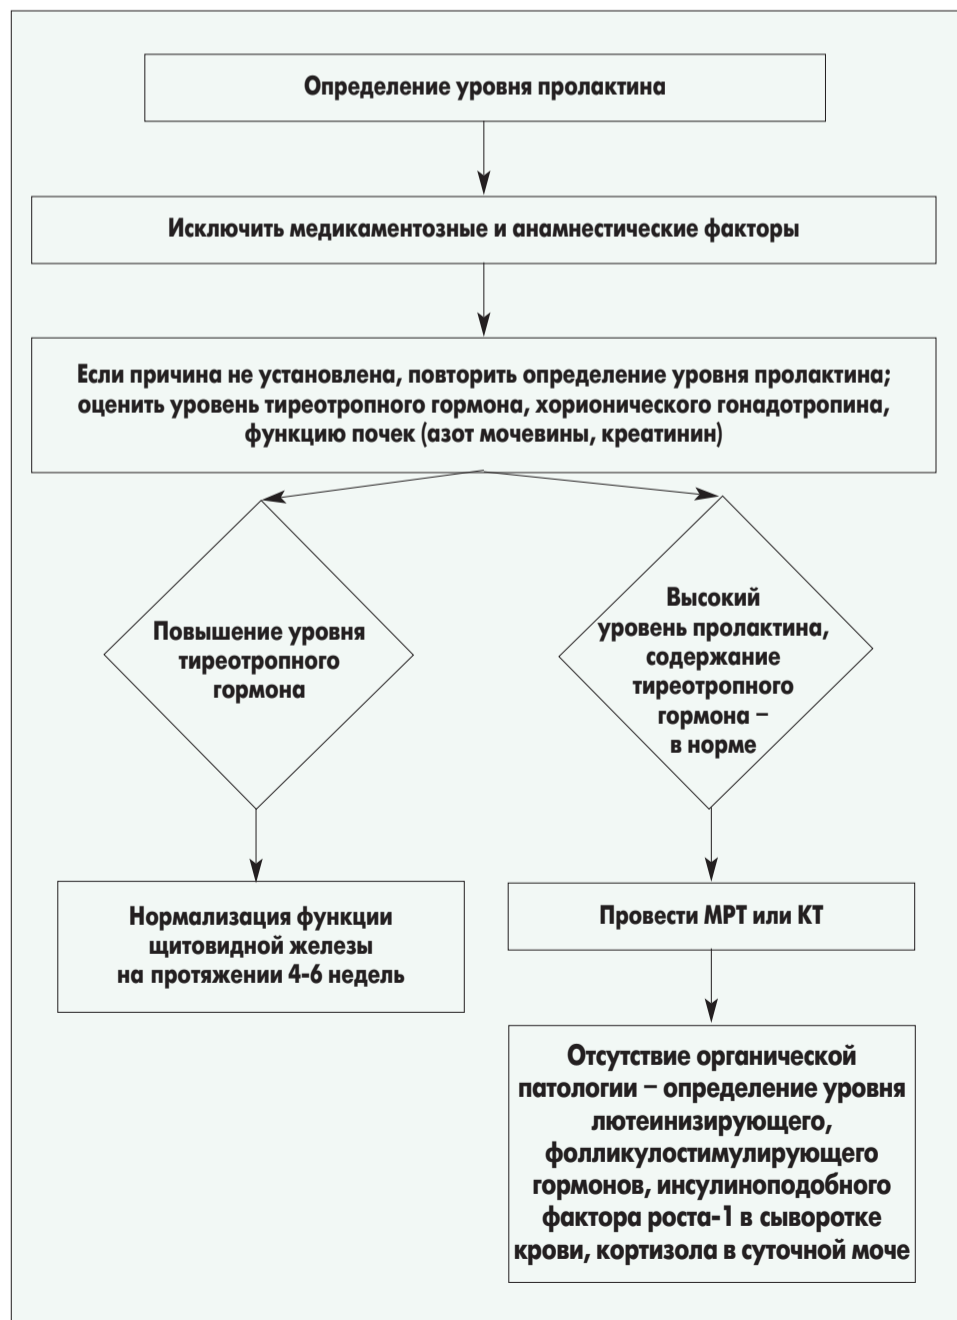 Определение уровня пролактина
Исключить медикаментозные и анамнестические факторы
Если причина не установлена, повторить определение уровня пролактина;
оценить уровень тиреотропного гормона, хорионического гонадотропина,
функцию почек (азот мочевины, креатинин)
Повышение уровня
тиреотропного
гормона
Высокий
уровень пролактина,
содержание
тиреотропного
гормона –
в норме
Нормализация функции
щитовидной железы
на протяжении 4-6 недель
Провести МРТ или КТ
Отсутствие органической
патологии – определение уровня
лютеинизирующего,
фолликулостимулирующего
гормонов, инсулиноподобного
фактора роста-1 в сыворотке
крови, кортизола в суточной моче